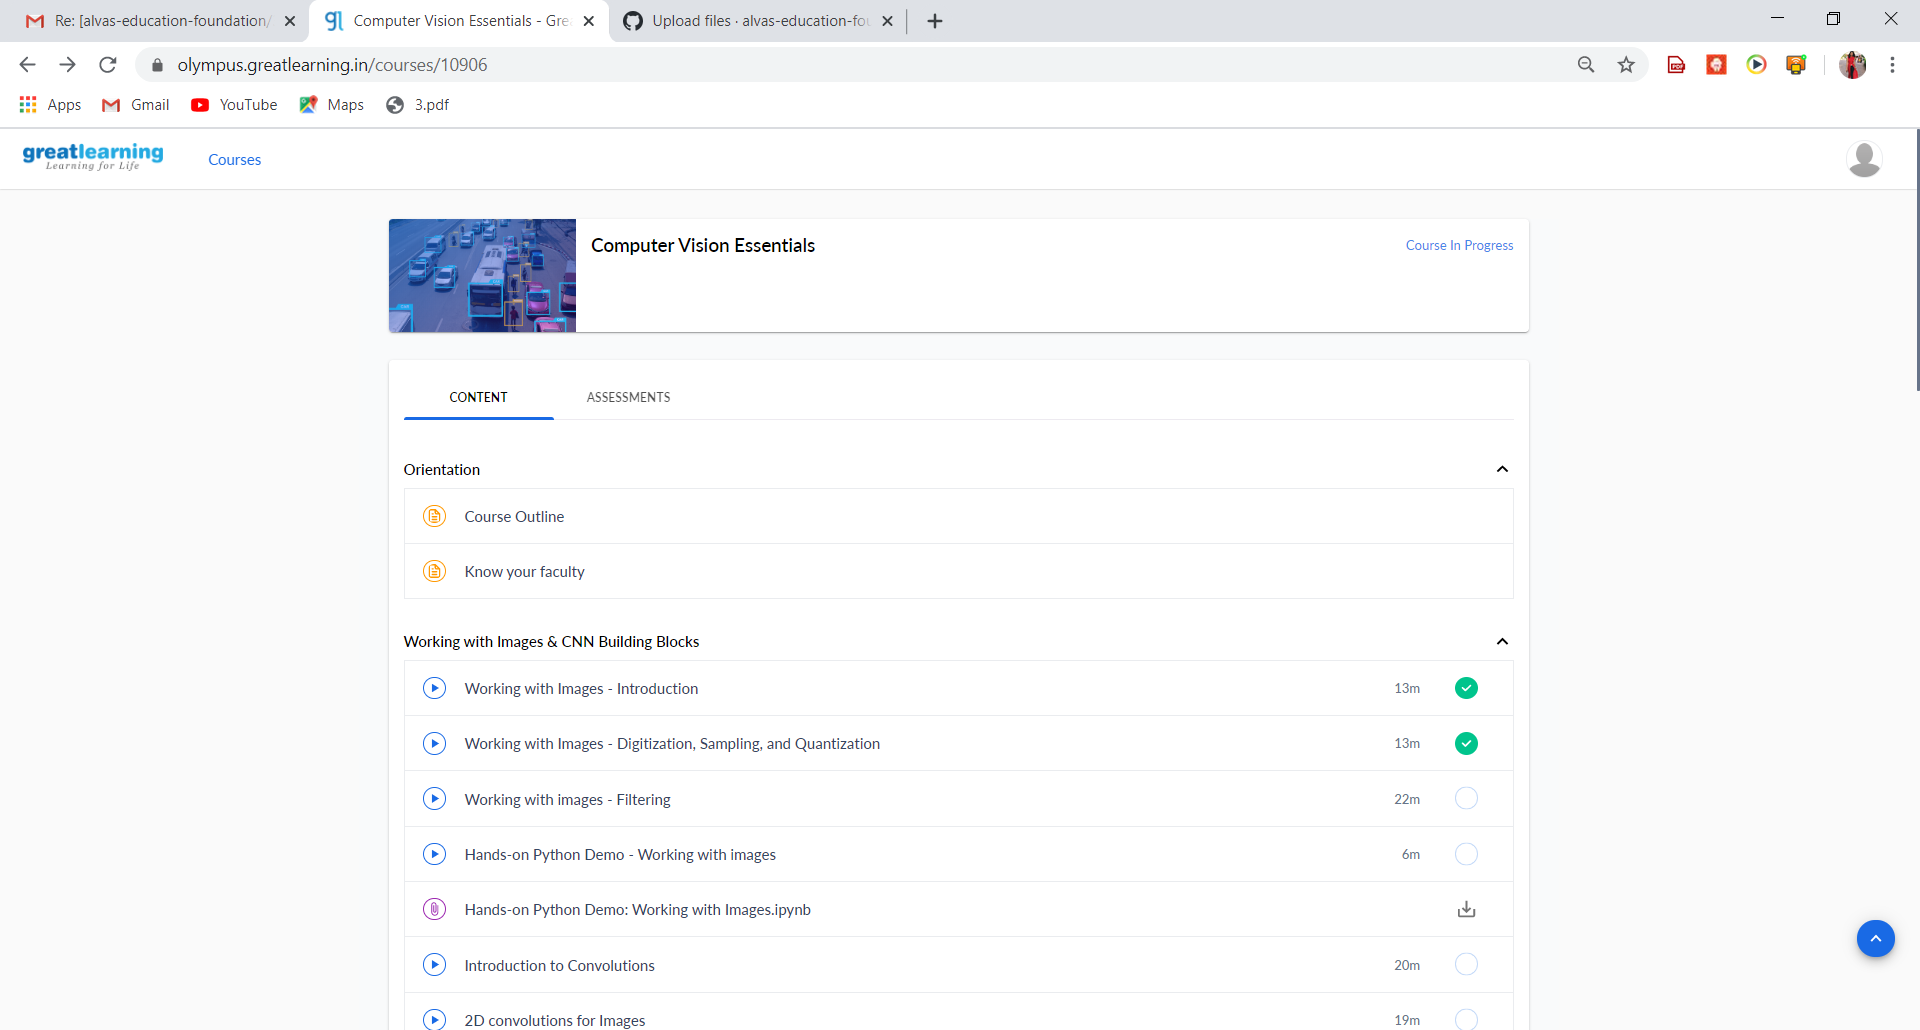 Re: [alvas-education-foundation/
Computer Vision Essentials - Gre
Upload files · alvas-education-fou
olympus.greatlearning.in/courses/10906
Apps
Gmail
YouTube
Maps
3.pdf
greatlearning
Learning for Life
Courses
Computer Vision Essentials
Course In Progress
CONTENT
ASSESSMENTS
Orientation
Course Outline
Know your faculty
Working with Images & CNN Building Blocks
Working with Images - Introduction 13m
Working with Images - Digitization, Sampling, and Quantization 13m
Working with images - Filtering 22m
Hands-on Python Demo - Working with images 6m
Hands-on Python Demo: Working with Images.ipynb
Introduction to Convolutions 20m
2D convolutions for Images 19m